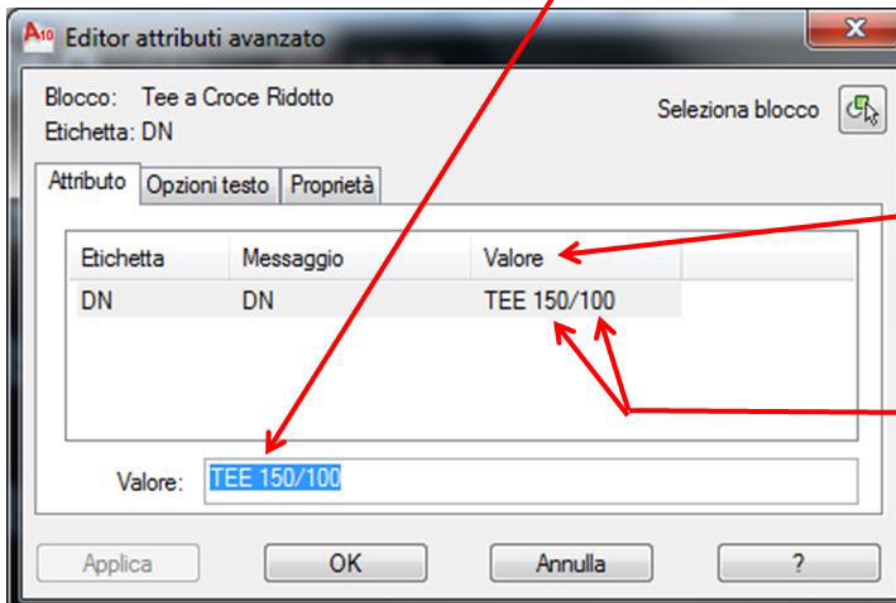 A10 Editor attributi avanzato
Blocco: Tee a Croce Ridotto
Seleziona blocco
Etichetta: DN
Attributo Opzioni testo Proprietà
Etichetta Messaggio Valore
DN DN TEE 150/100
Valore: TEE 150/100
Applica OK Annulla ?